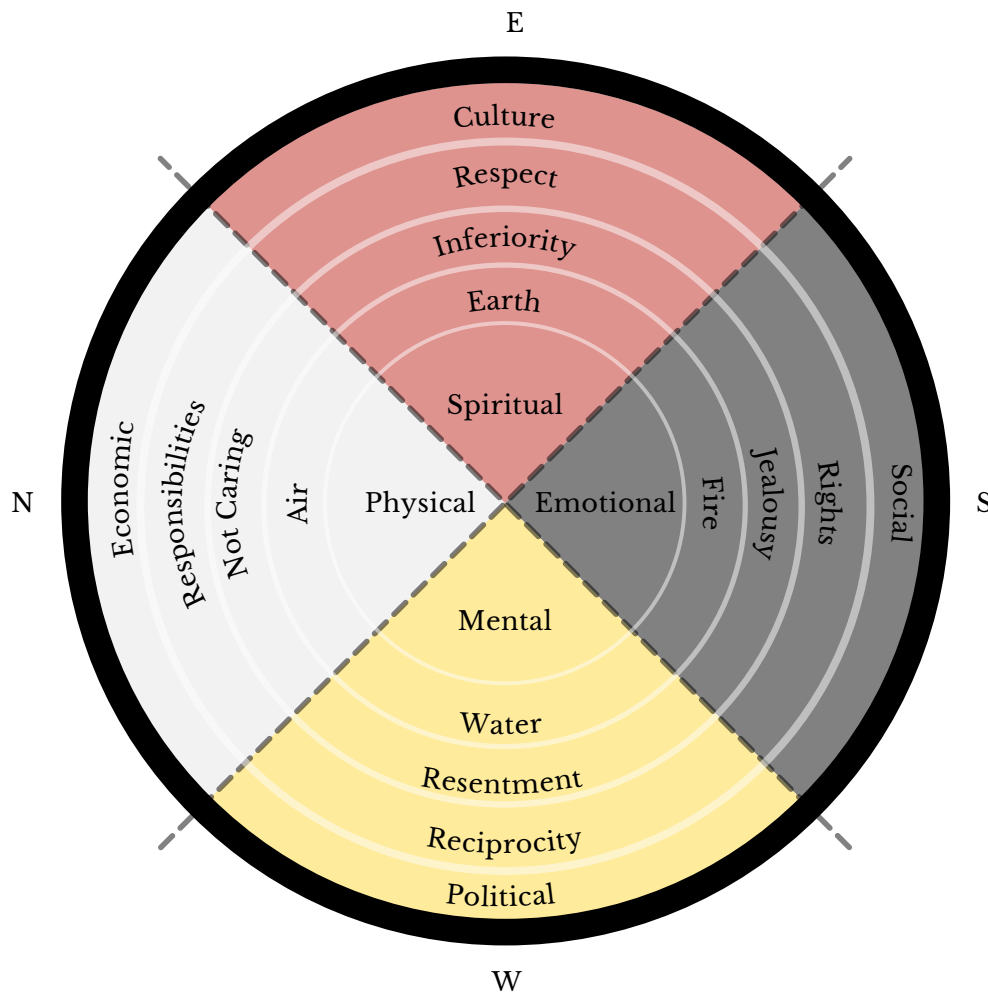 E
Culture
Respect
Inferiority
Earth
Spiritual
N
Economic
Responsibilities
Not Caring
Air
Physical
Emotional
Fire
Jealousy
Rights
Social
S
Mental
Water
Resentment
Reciprocity
Political
W